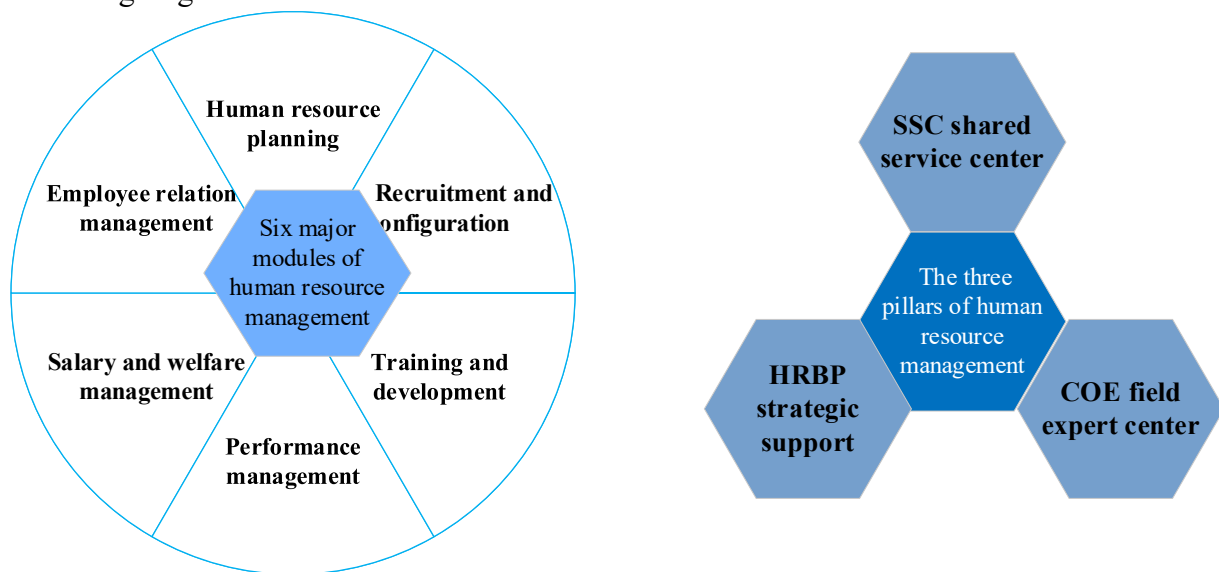 Human resource
planning
Employee relation
management
Recruitment and
onfiguration
Six major
modules of
human resource
management
Salary and welfare
management
Training and
development
Performance
management
SSC shared
service center
The three
pillars of human
resource
management
HRBP
strategic
support
COE field
expert center